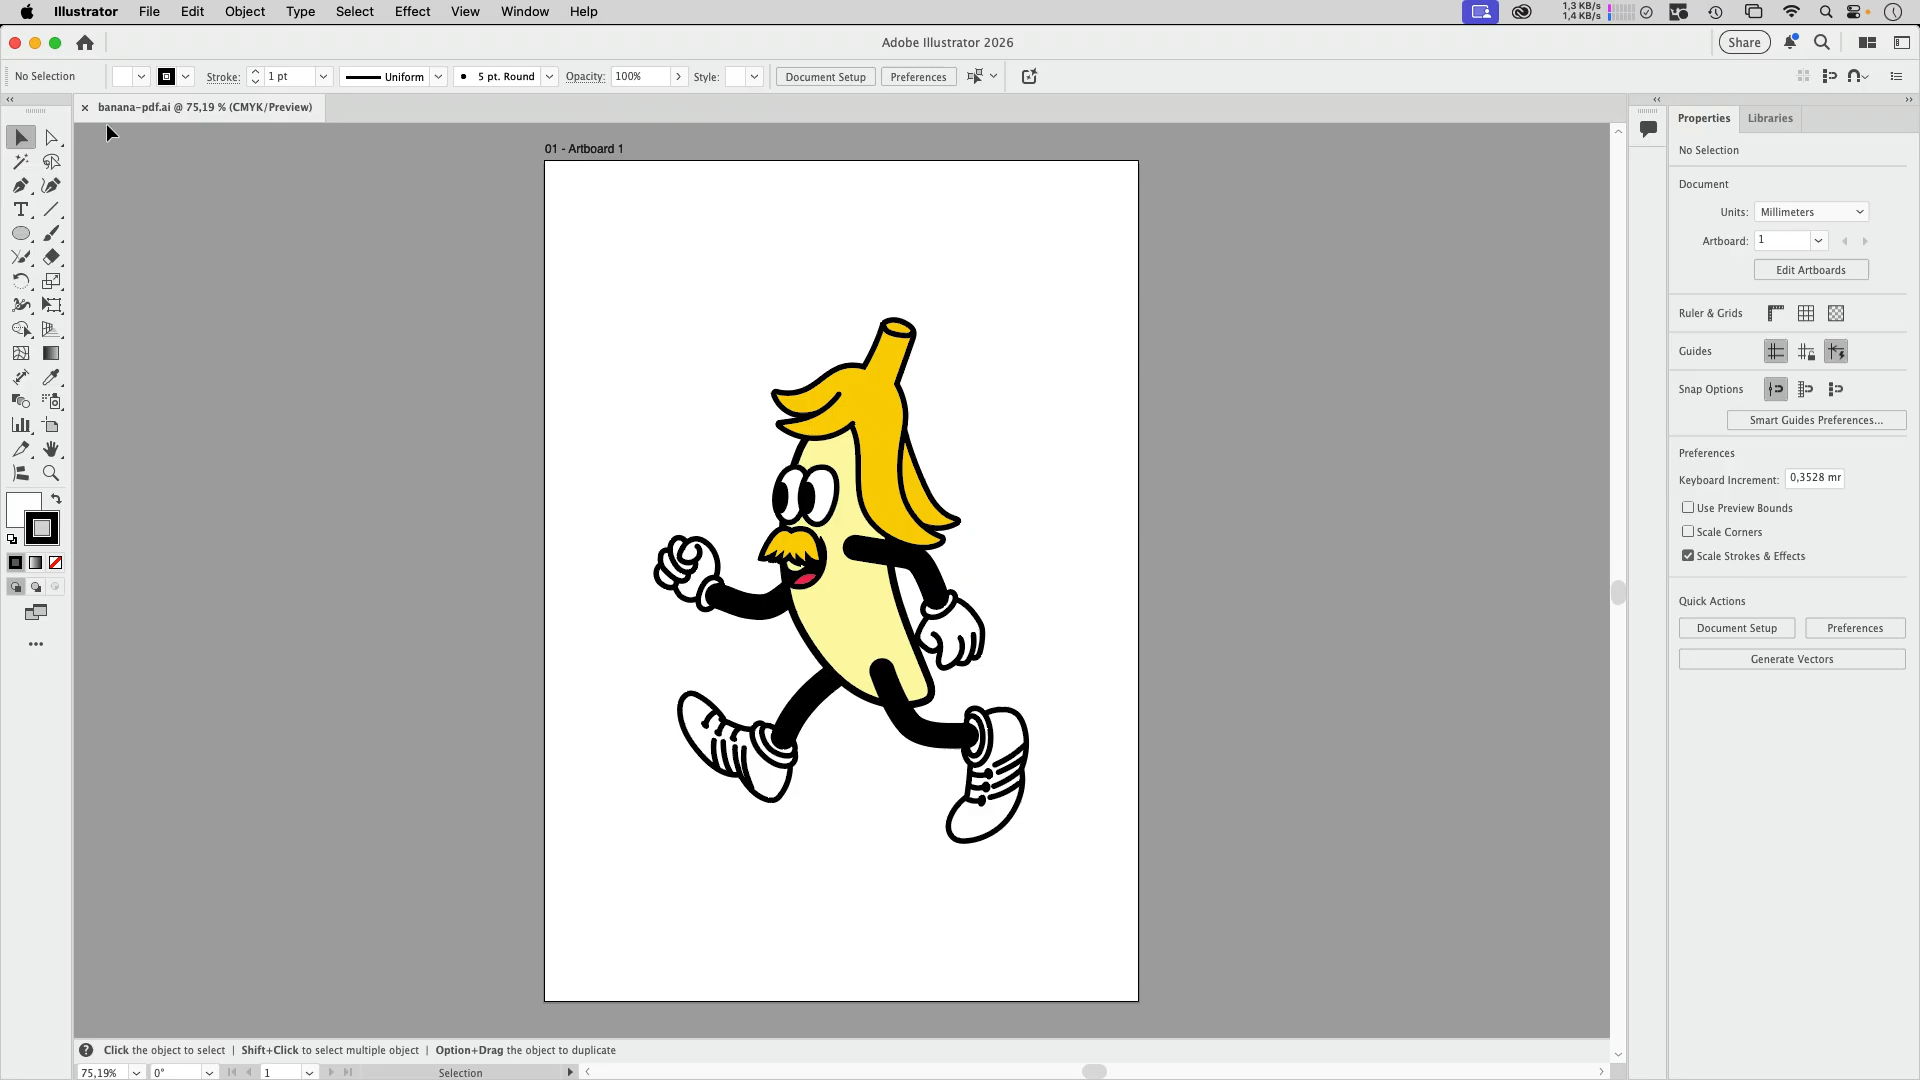 Illustrator File Edit Object Type Select Effect View Window Help
1,3 KB/s
1,4 KB/s
Adobe Illustrator 2026
Share
No Selection
Stroke:
1 pt
Uniform
5 pt. Round
Opacity:
100%
Style:
Document Setup
Preferences
banana-pdf.ai @ 75,19 % (CMYK/Preview)
01 - Artboard 1
Properties
Libraries
No Selection
Document
Units:
Millimeters
Artboard:
1
Edit Artboards
Ruler & Grids
Guides
Snap Options
Smart Guides Preferences...
Preferences
Keyboard Increment:
0,3528 mr
Use Preview Bounds
Scale Corners
Scale Strokes & Effects
Quick Actions
Document Setup
Preferences
Generate Vectors
Click the object to select | Shift+Click to select multiple object | Option+Drag the object to duplicate
75,19%
0°
1
Selection